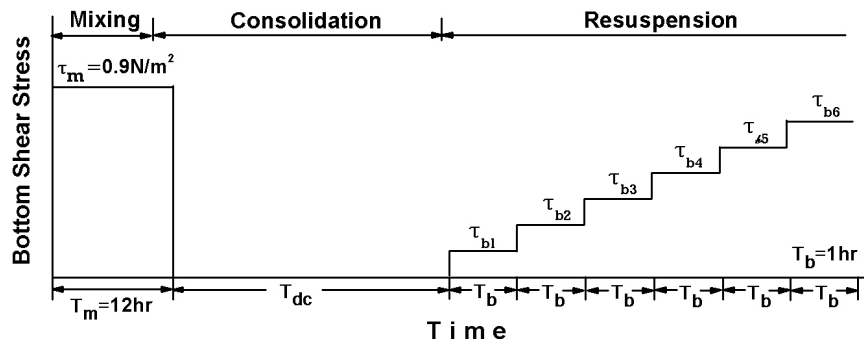 Mixing Consolidation Resuspension
τm=0.9N/m²
Bottom Shear Stress
τb1
τb2
τb3
τb4
τb5
τb6
Tb=1hr
Tm=12hr Tdc Tb Tb Tb Tb Tb Tb
Time